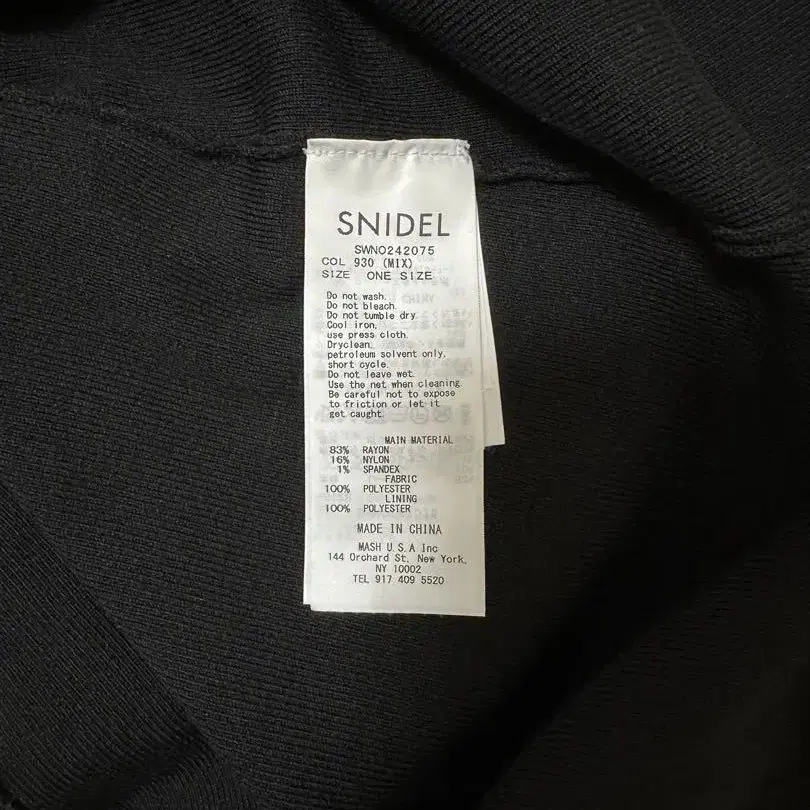 SNIDEL
SWNO242075
COL 930 (MIX)
SIZE ONE SIZE
Do not wash.
Do not bleach.
Do not tumble dry.
Cool iron,
use press cloth.
Dryclean,
petroleum solvent only,
short cycle.
Do not leave wet.
Use the net when cleaning.
Be careful not to expose
to friction or let it
get caught.
MAIN MATERIAL
83% RAYON
16% NYLON
1% SPANDEX
FABRIC
100% POLYESTER
LINING
100% POLYESTER
MADE IN CHINA
MASH U.S.A Inc
144 Orchard St. New York,
NY 10002
TEL 917 409 5520